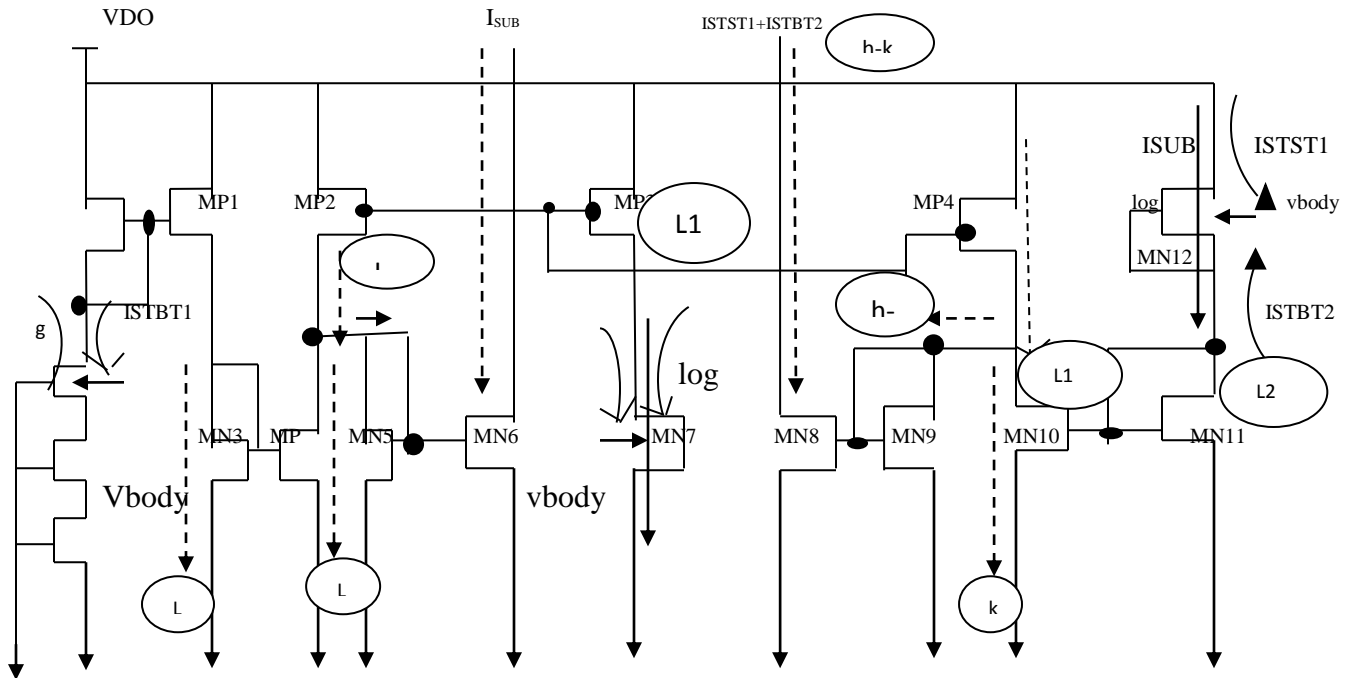 VDO
I_SUB
ISTST1+ISTBT2
h-k
ISUB
ISTST1
MP1
MP2
L1
MP4
log
vbody
MN12
h-
g
ISTBT1
ISTBT2
log
L1
L2
MN3
MP
MN5
MN6
MN7
MN8
MN9
MN10
MN11
Vbody
vbody
L
L
k